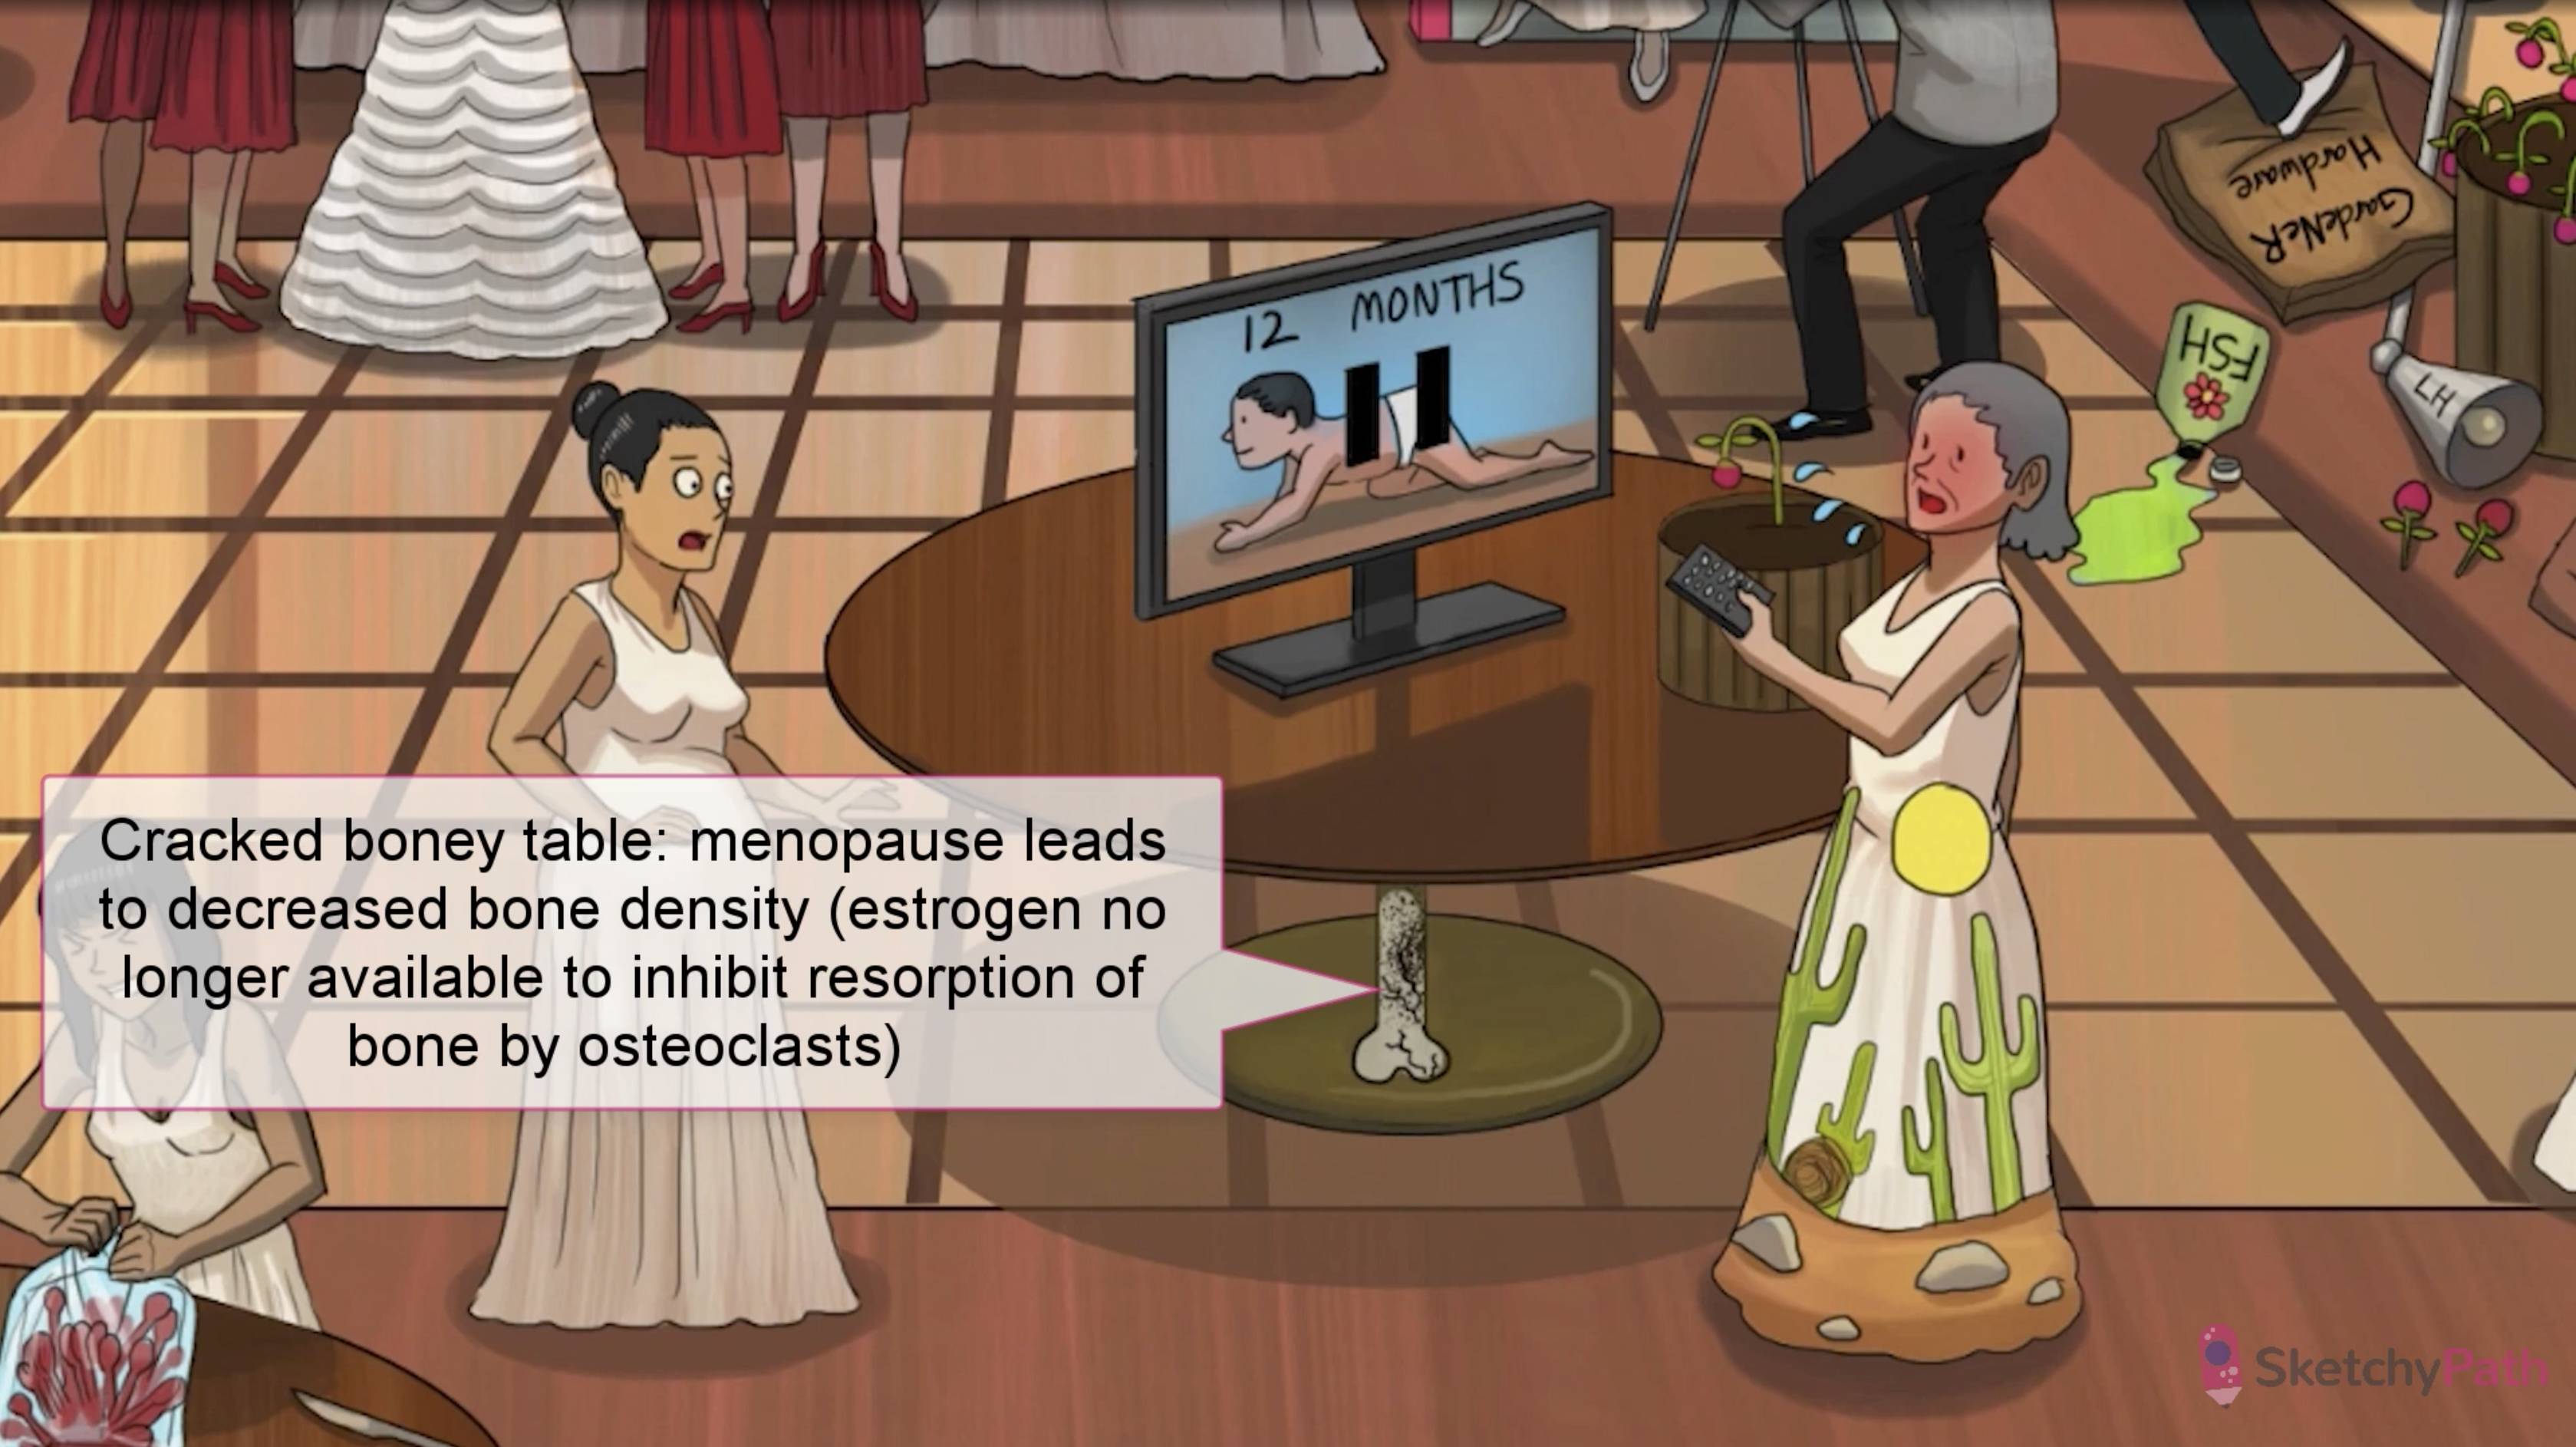 GardeNeR
Hardware
12 MONTHS
FSH
LH
Cracked boney table: menopause leads
to decreased bone density (estrogen no
longer available to inhibit resorption of
bone by osteoclasts)
SketchyPath